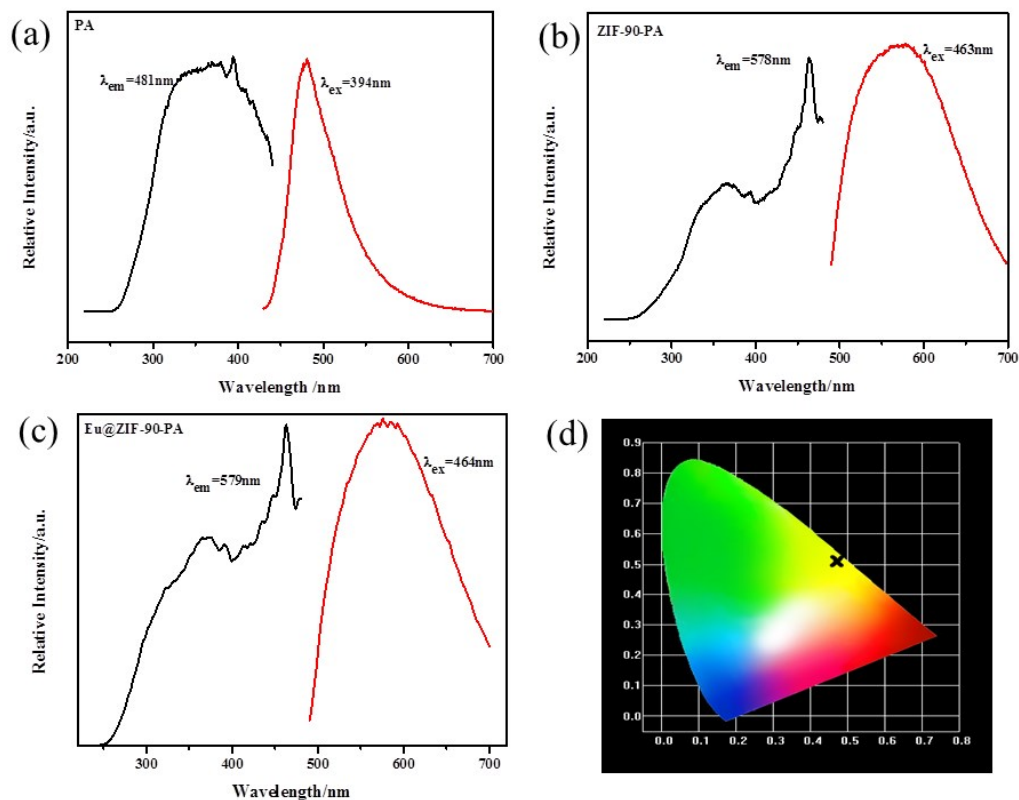 (a)
PA
λem=481nm
λex=394nm
Relative Intensity/a.u.
200 300 400 500 600 700
Wavelength /nm
(b)
ZIF-90-PA
λem=578nm
λex=463nm
Relative Intensity/a.u.
200 300 400 500 600 700
Wavelength /nm
(c)
Eu@ZIF-90-PA
λem=579nm
λex=464nm
Relative Intensity/a.u.
300 400 500 600 700
Wavelength/nm
(d)
0.9
0.8
0.7
0.6
0.5
0.4
0.3
0.2
0.1
0.0
0.0 0.1 0.2 0.3 0.4 0.5 0.6 0.7 0.8